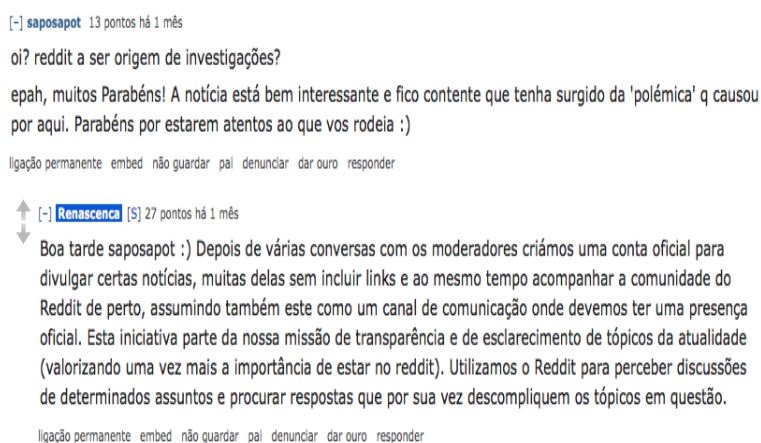 [-] saposapot 13 pontos há 1 mês
oi? reddit a ser origem de investigações?
epah, muitos Parabéns! A notícia está bem interessante e fico contente que tenha surgido da 'polémica' q causou
por aqui. Parabéns por estarem atentos ao que vos rodeia :)
ligação permanente embed não guardar pai denunciar dar ouro responder
[-] Renascenca [S] 27 pontos há 1 mês
Boa tarde saposapot :) Depois de várias conversas com os moderadores criámos uma conta oficial para
divulgar certas notícias, muitas delas sem incluir links e ao mesmo tempo acompanhar a comunidade do
Reddit de perto, assumindo também este como um canal de comunicação onde devemos ter uma presença
oficial. Esta iniciativa parte da nossa missão de transparência e de esclarecimento de tópicos da atualidade
(valorizando uma vez mais a importância de estar no reddit). Utilizamos o Reddit para perceber discussões
de determinados assuntos e procurar respostas que por sua vez descompliquem os tópicos em questão.
ligação permanente embed não guardar pai denunciar dar ouro responder